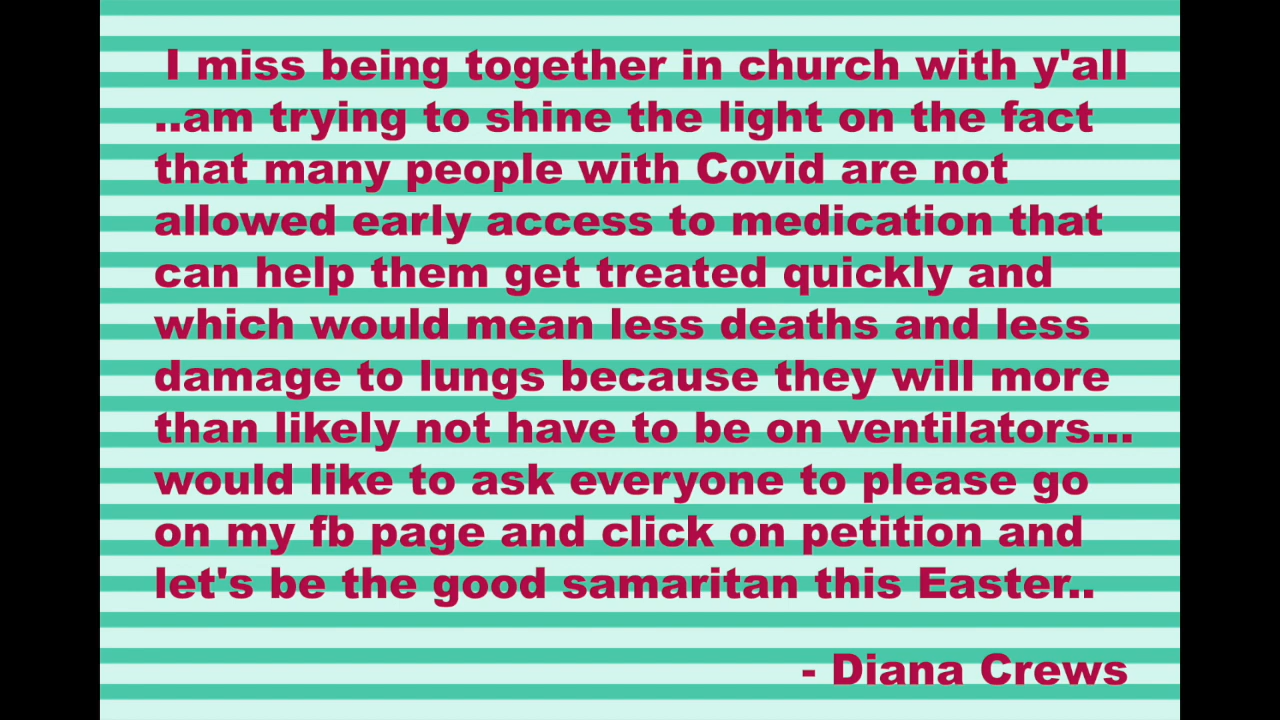 I miss being together in church with y'all
..am trying to shine the light on the fact
that many people with Covid are not
allowed early access to medication that
can help them get treated quickly and
which would mean less deaths and less
damage to lungs because they will more
than likely not have to be on ventilators...
would like to ask everyone to please go
on my fb page and click on petition and
let's be the good samaritan this Easter..
- Diana Crews